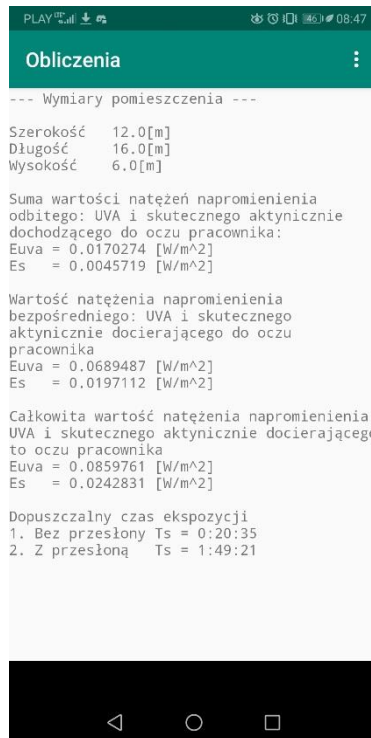 PLAY 46 08:47
Obliczenia
--- Wymiary pomieszczenia ---
Szerokość 12.0[m]
Długość 16.0[m]
Wysokość 6.0[m]
Suma wartości natężeń napromienienia
odbitego: UVA i skutecznego aktynicznie
dochodzącego do oczu pracownika:
Euva = 0.0170274 [W/m^2]
Es = 0.0045719 [W/m^2]
Wartość natężenia napromienienia
bezpośredniego: UVA i skutecznego
aktynicznie docierającego do oczu
pracownika
Euva = 0.0689487 [W/m^2]
Es = 0.0197112 [W/m^2]
Całkowita wartość natężenia napromienienia
UVA i skutecznego aktynicznie docierającego
to oczu pracownika
Euva = 0.0859761 [W/m^2]
Es = 0.0242831 [W/m^2]
Dopuszczalny czas ekspozycji
1. Bez przesłony Ts = 0:20:35
2. Z przesłoną Ts = 1:49:21